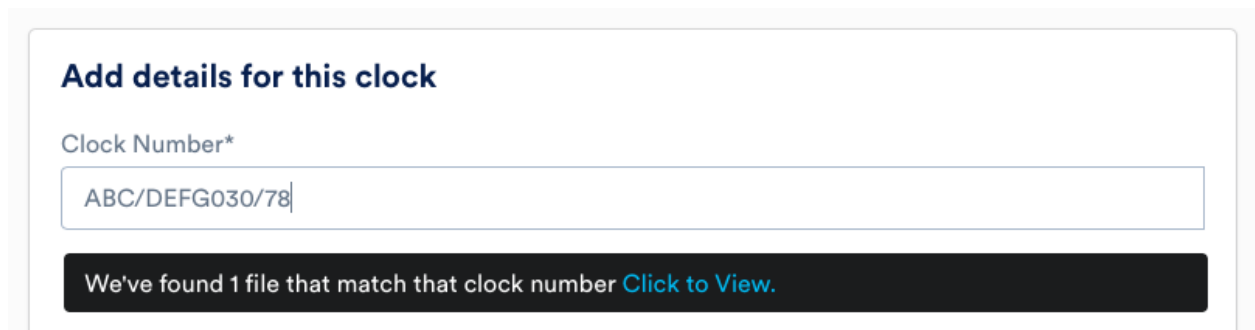 Add details for this clock
Clock Number*
ABC/DEFG030/78
We've found 1 file that match that clock number Click to View.